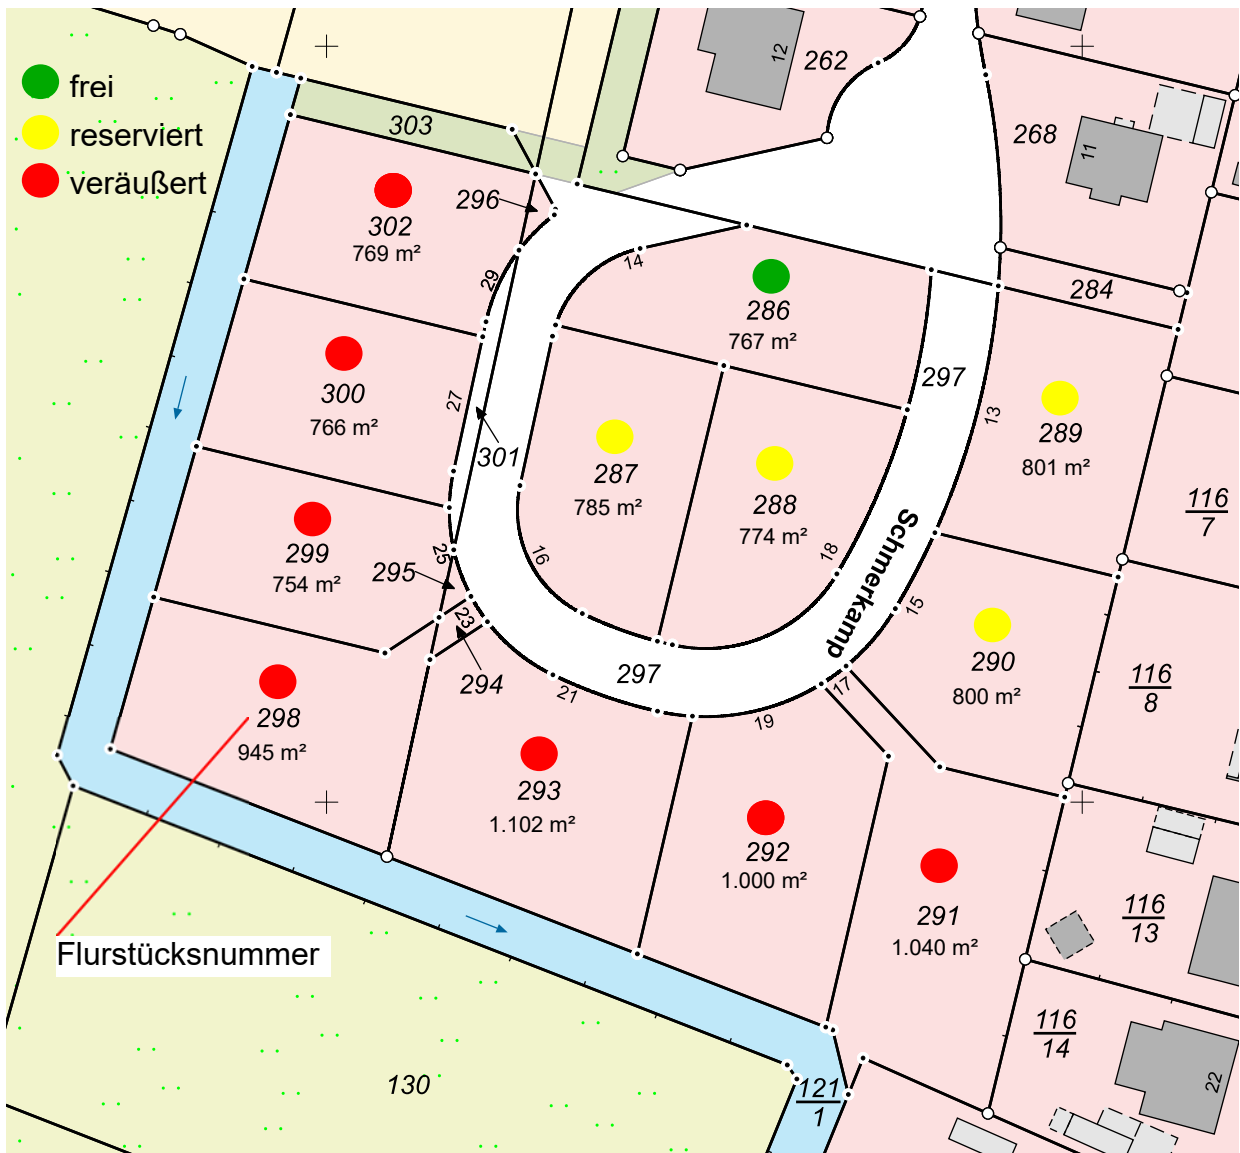 frei
reserviert
veräußert
12
262
268
11
303
296
302
769 m²
29
14
286
767 m²
284
300
766 m²
27
301
297
13
289
801 m²
287
785 m²
288
774 m²
116
7
Schmerkamp
299
754 m²
25
295
23
16
18
15
290
800 m²
116
8
298
945 m²
294
21
297
19
17
293
1.102 m²
292
1.000 m²
291
1.040 m²
116
13
Flurstücksnummer
116
14
22
130
121
1